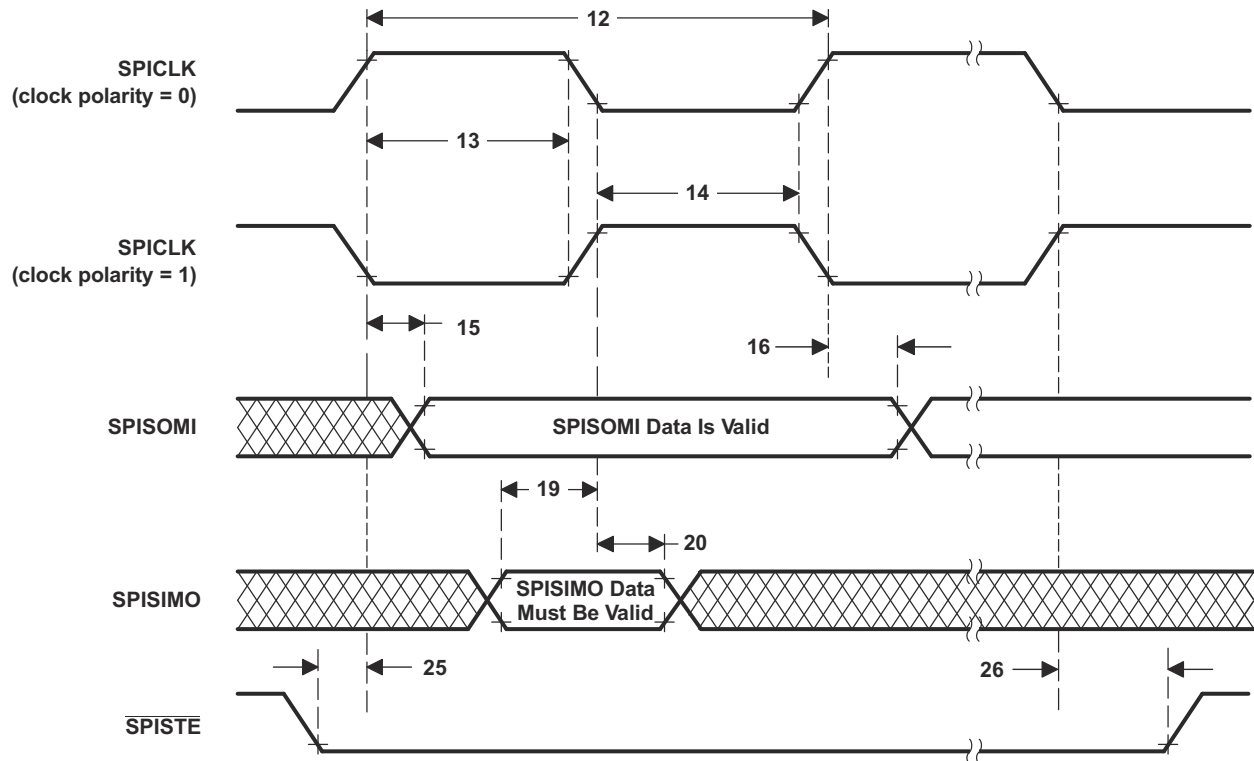 12
SPICLK
(clock polarity = 0)
13
14
SPICLK
(clock polarity = 1)
15
16
SPISOMI
SPISOMI Data Is Valid
19
20
SPISIMO
SPISIMO Data
Must Be Valid
25
26
SPISTE